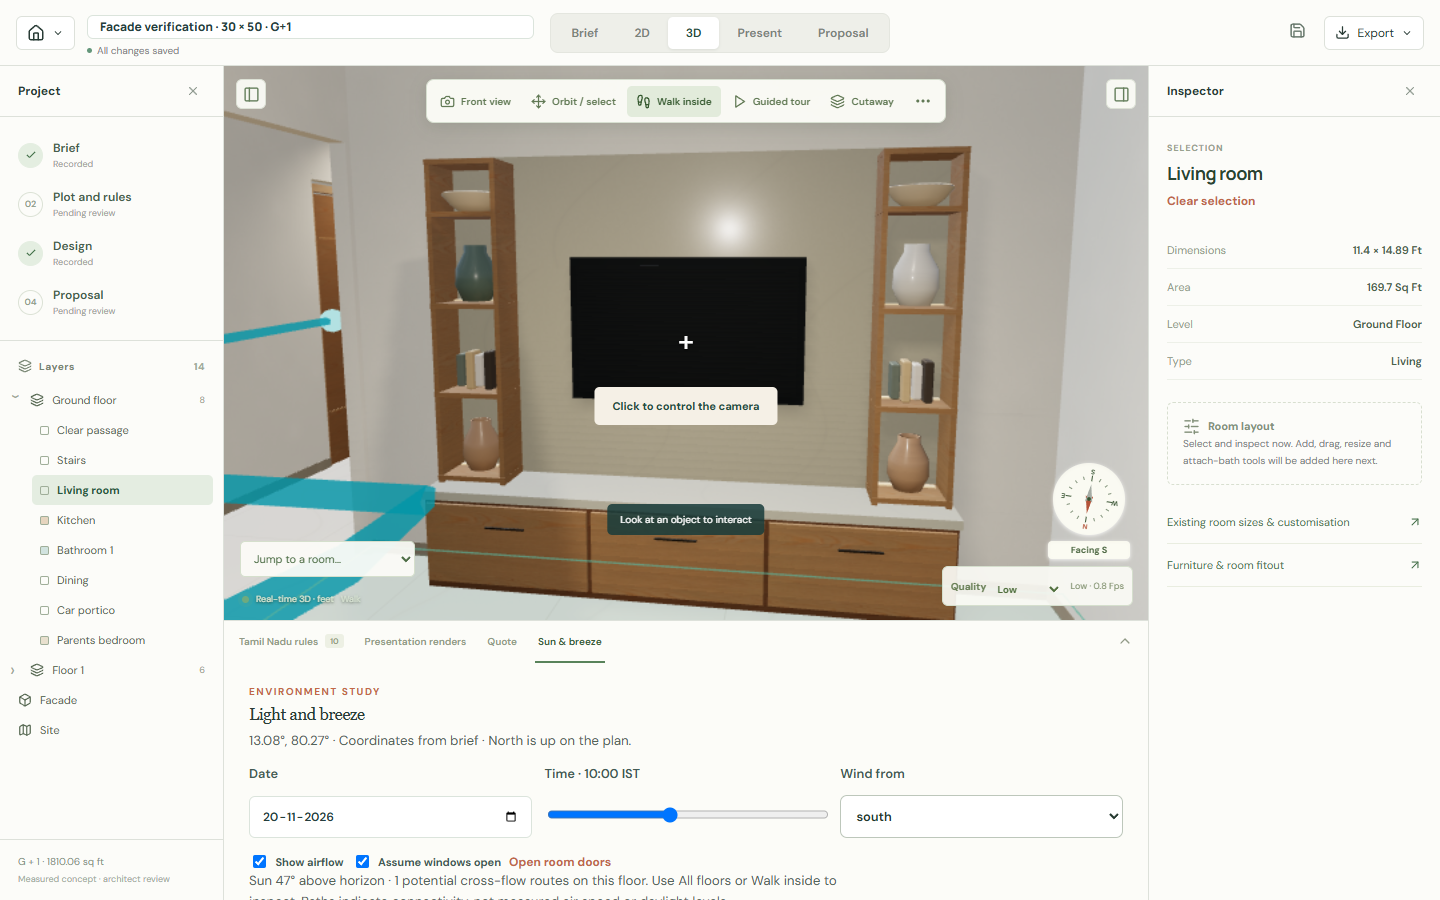 Facade verification · 30 × 50 · G+1
All changes saved
Brief
2D
3D
Present
Proposal
Export
Project
Brief
Recorded
02
Plot and rules
Pending review
Design
Recorded
04
Proposal
Pending review
Layers
14
Ground floor
8
Clear passage
Stairs
Living room
Kitchen
Bathroom 1
Dining
Car portico
Parents bedroom
Floor 1
6
Facade
Site
G + 1 · 1810.06 sq ft
Measured concept · architect review
Front view
Orbit / select
Walk inside
Guided tour
Cutaway
Click to control the camera
Look at an object to interact
Jump to a room...
Real-time 3D · feet · Walk
S
E
W
N
Facing S
Quality
Low
Low · 0.8 Fps
Tamil Nadu rules
10
Presentation renders
Quote
Sun & breeze
ENVIRONMENT STUDY
Light and breeze
13.08°, 80.27° · Coordinates from brief · North is up on the plan.
Date
Time · 10:00 IST
Wind from
20-11-2026
south
Show airflow
Assume windows open
Open room doors
Sun 47° above horizon · 1 potential cross-flow routes on this floor. Use All floors or Walk inside to
Inspector
SELECTION
Living room
Clear selection
Dimensions
11.4 × 14.89 Ft
Area
169.7 Sq Ft
Level
Ground Floor
Type
Living
Room layout
Select and inspect now. Add, drag, resize and
attach-bath tools will be added here next.
Existing room sizes & customisation
Furniture & room fitout